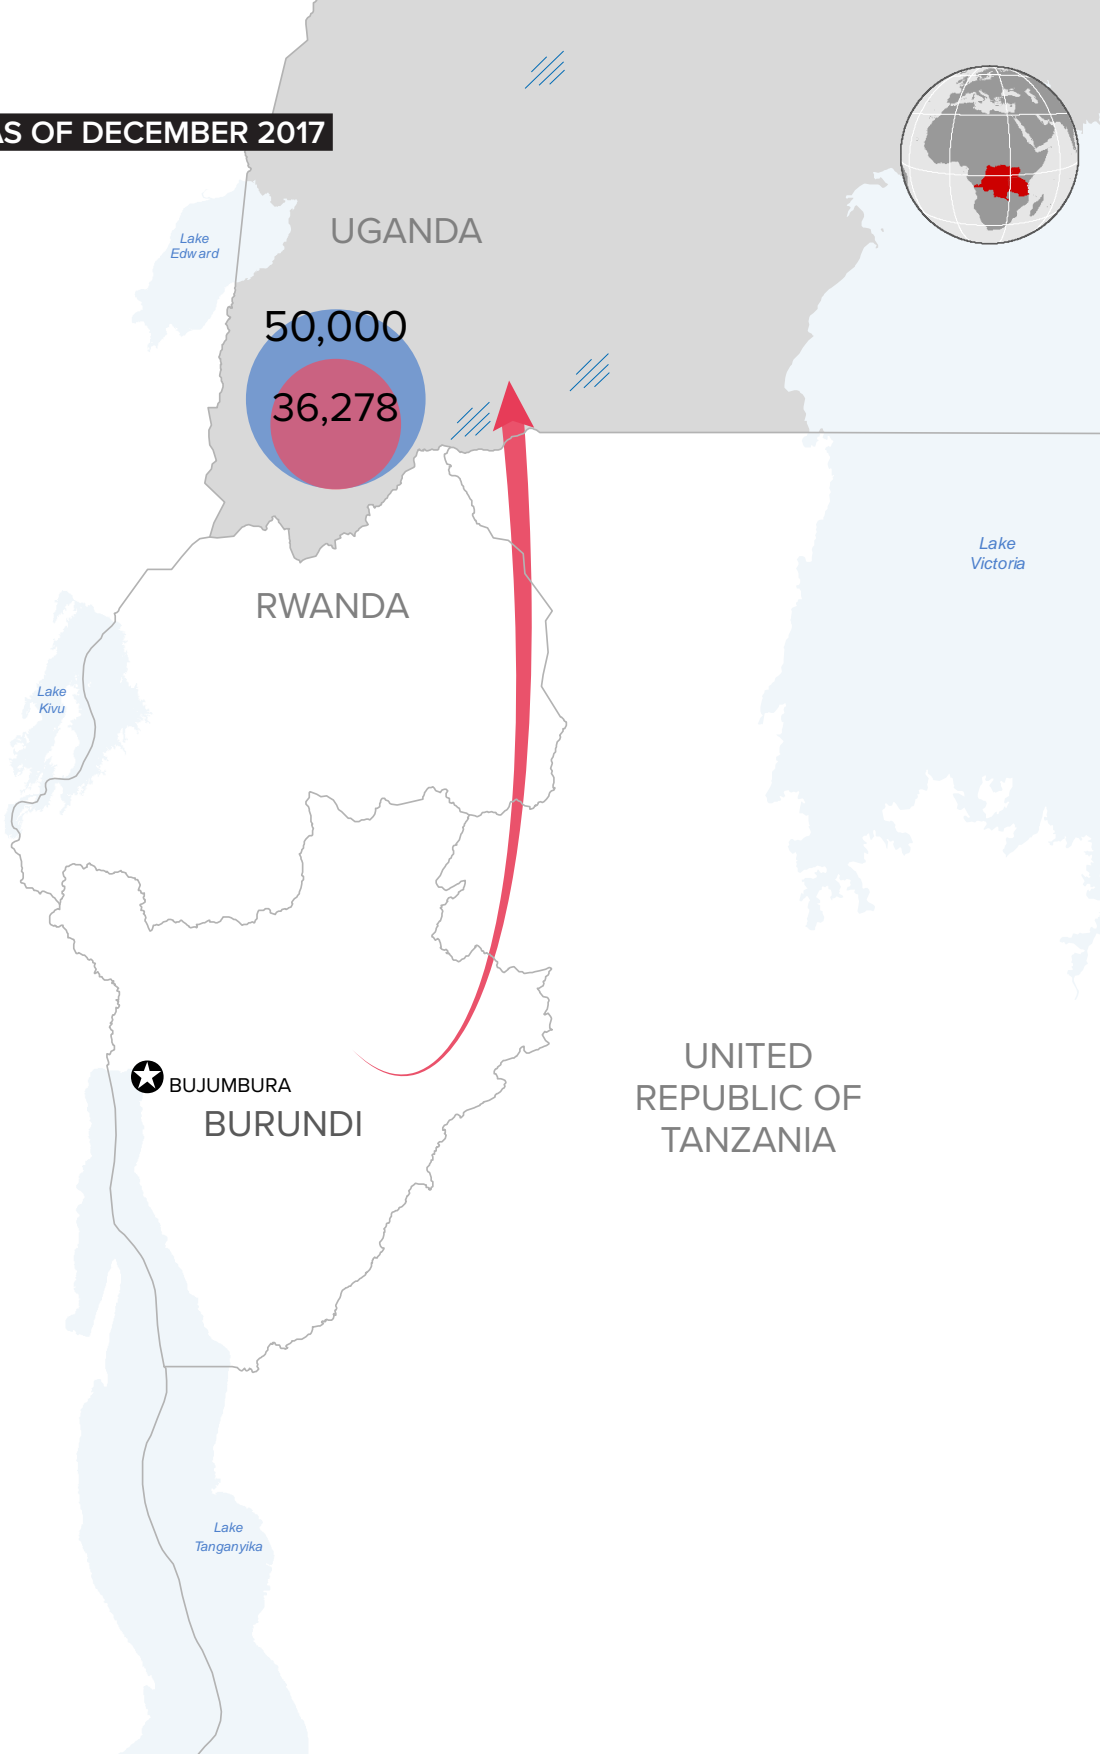 AS OF DECEMBER 2017
UGANDA
Lake
Edward
50,000
36,278
Lake
Victoria
RWANDA
Lake
Kivu
UNITED
REPUBLIC OF
TANZANIA
BUJUMBURA
BURUNDI
Lake
Tanganyika